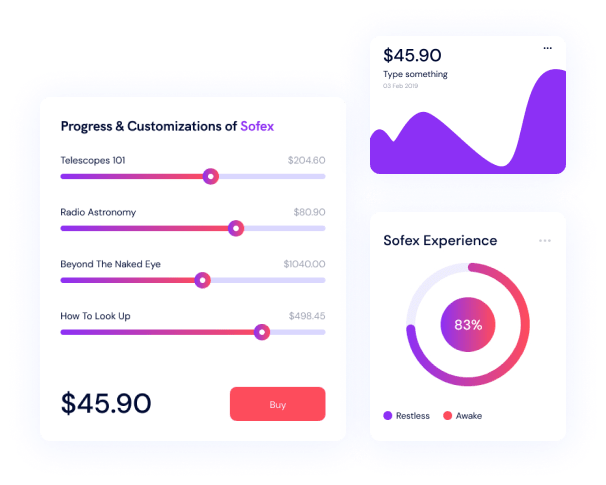 Progress & Customizations of Sofex
Telescopes 101
$204.60
Radio Astronomy
$80.90
Beyond The Naked Eye
$1040.00
How To Look Up
$498.45
$45.90
Buy
$45.90
Type something
03 Feb 2019
Sofex Experience
83%
Restless
Awake